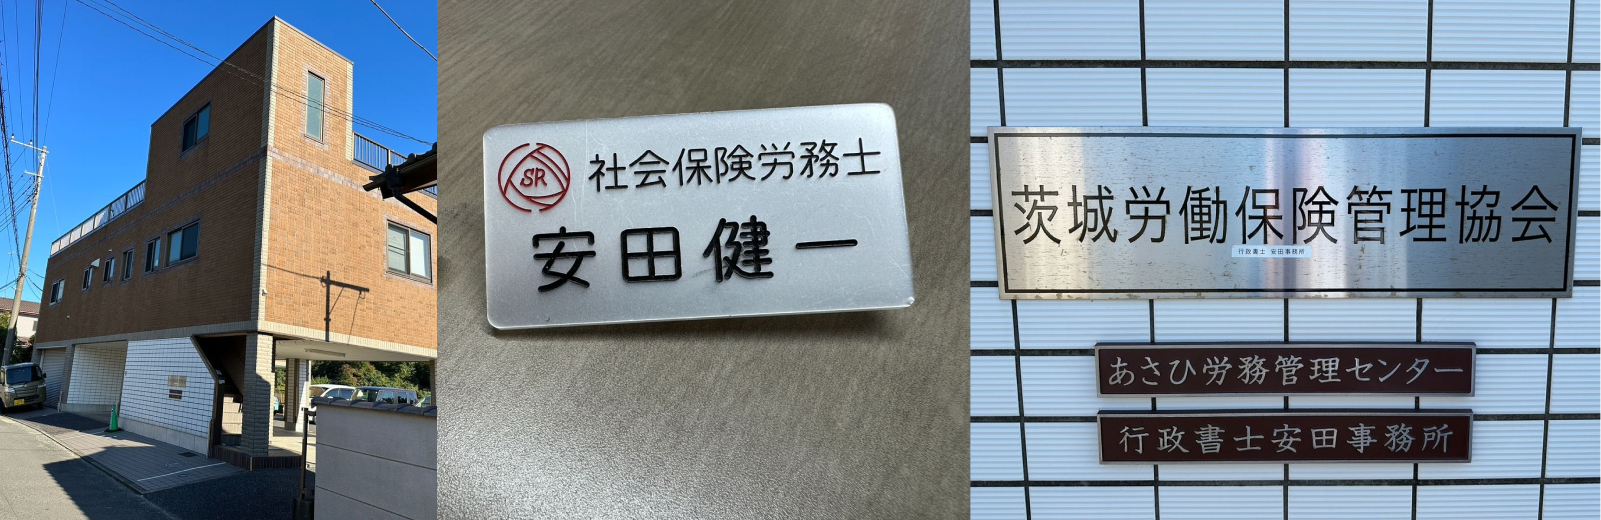 SR 社会保険労務士
安田健一
茨城労働保険管理協会
行政書士 安田事務所
あさひ労務管理センター
行政書士安田事務所